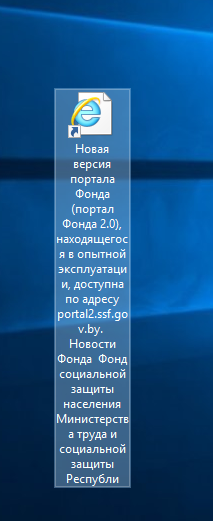 Новая
версия
портала
Фонда
(портал
Фонда 2.0),
находящегос
я в опытной
эксплуатаци
и, доступна
по адресу
portal2.ssf.go
v.by.
Новости
Фонда  Фонд
социальной
защиты
населения
Министерств
а труда и
социальной
защиты
Республи